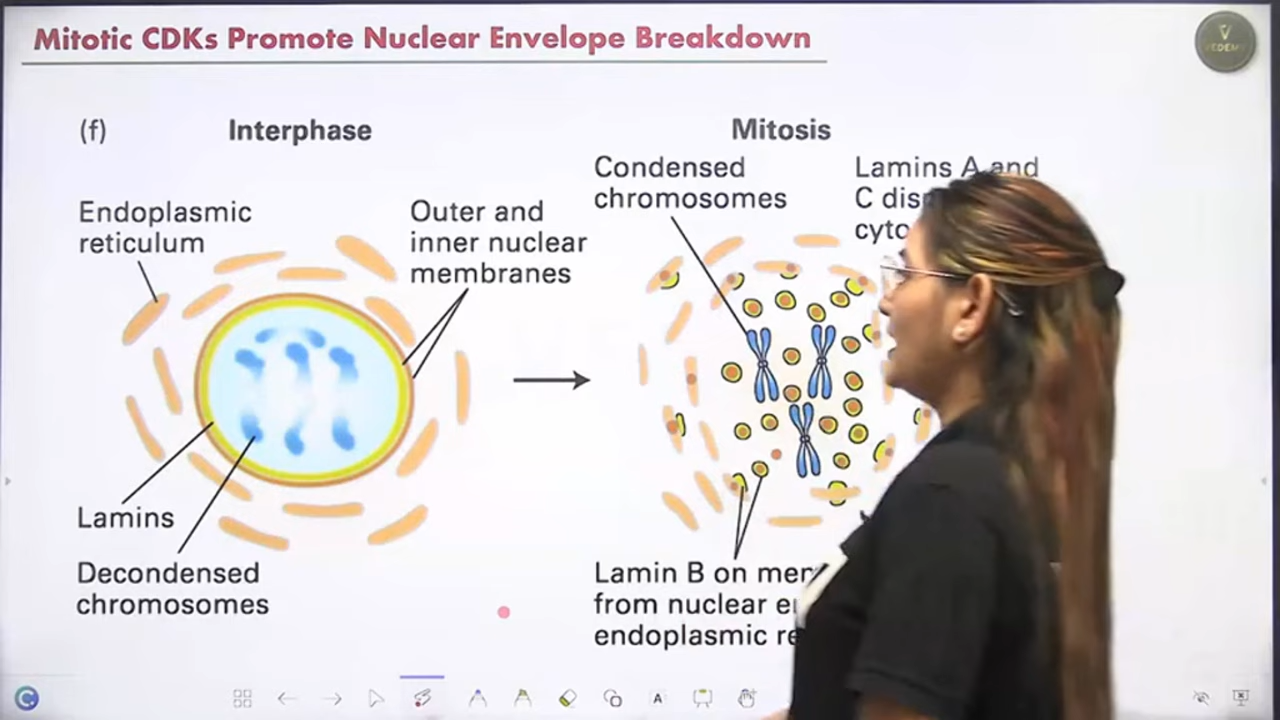 Mitotic CDKs Promote Nuclear Envelope Breakdown
VEDEMY
(f)
Interphase
Mitosis
Endoplasmic
reticulum
Outer and
inner nuclear
membranes
Condensed
chromosomes
Lamins A and
C
Lamins
Decondensed
chromosomes
Lamin B on
from nuclear
endoplasmic
A